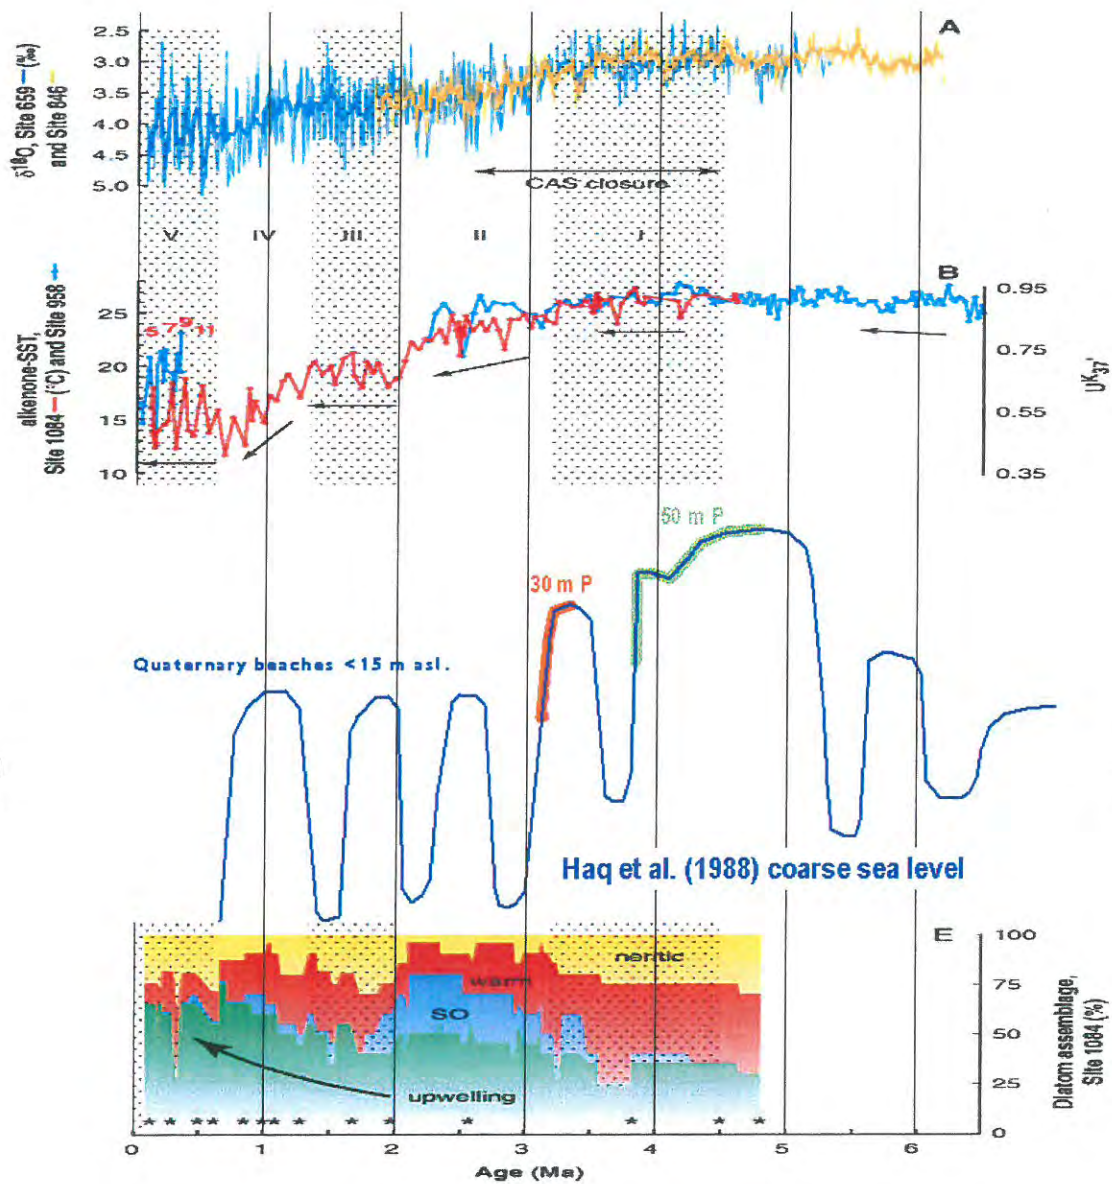 A
δ18O, Site 659 — (‰)
and Site 846 —
2.5
3.0
3.5
4.0
4.5
5.0
CAS closure
V
IV
III
II
I
B
alkenone-SST,
Site 1084 — (°C) and Site 958 —
25
20
15
10
5 7 9 11
0.95
0.75
0.55
0.35
UK37'
50 m P
30 m P
Quaternary beaches <15 m asl.
Haq et al. (1988) coarse sea level
E
neritic
warm
SO
upwelling
100
75
50
25
0
Diatom assemblage,
Site 1084 (%)
* * * * * * * * * * * * * *
0 1 2 3 4 5 6
Age (Ma)